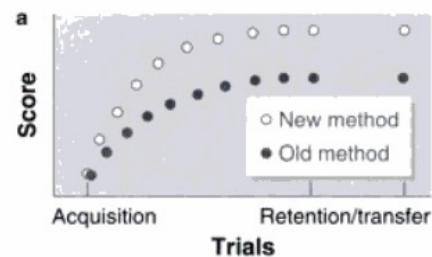 a
Score
New method
Old method
Acquisition
Retention/transfer
Trials